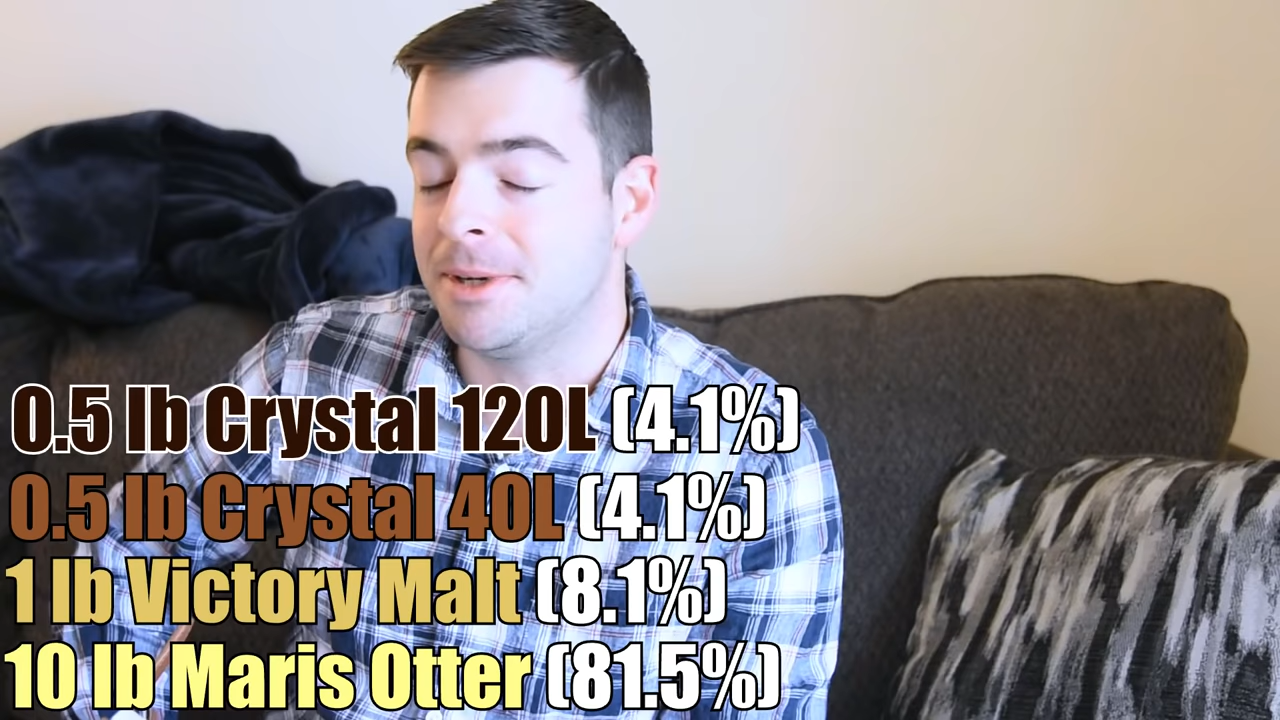 0.5 lb Crystal 120L (4.1%)
0.5 lb Crystal 40L (4.1%)
1 lb Victory Malt (8.1%)
10 lb Maris Otter (81.5%)